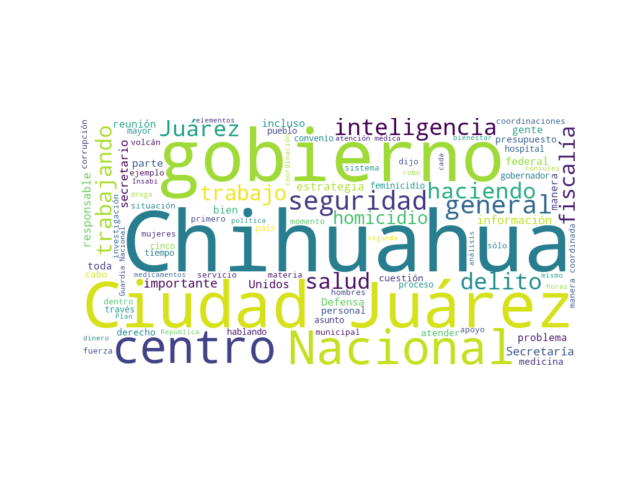 elementos
reunión
mayor
Juárez
incluso
pueblo
convenio
inteligencia
atención médica
coordinaciones
gente
presupuesto
bienestar
hospital
corrupción
volcán
gobierno
coordinación
sistema
dijo
cada
robo
federal
gobernador
cónsules
manera
fiscalía
trabajando
Secretario
parte
ejemplo
Insabi
droga
responsable
trabajo
estrategia
feminicidio
haciendo
seguridad
general
situación
bien
primero
política
momento
homicidio
información
investigación
mujeres
cinco
tiempo
Chihuahua
país
segunda
análisis
sólo
manera coordinada
Guardia Nacional
toda
cabo
medicamentos
servicio
materia
importante
Unidos
salud
cuestión
hombres
proceso
delito
mismo
horas
Ciudad Juárez
dentro
través
Plan
Defensa
personal
asunto
derecho
República
hablando
municipal
atender
apoyo
problema
dinero
fuerza
centro
Nacional
Secretaría
medicina